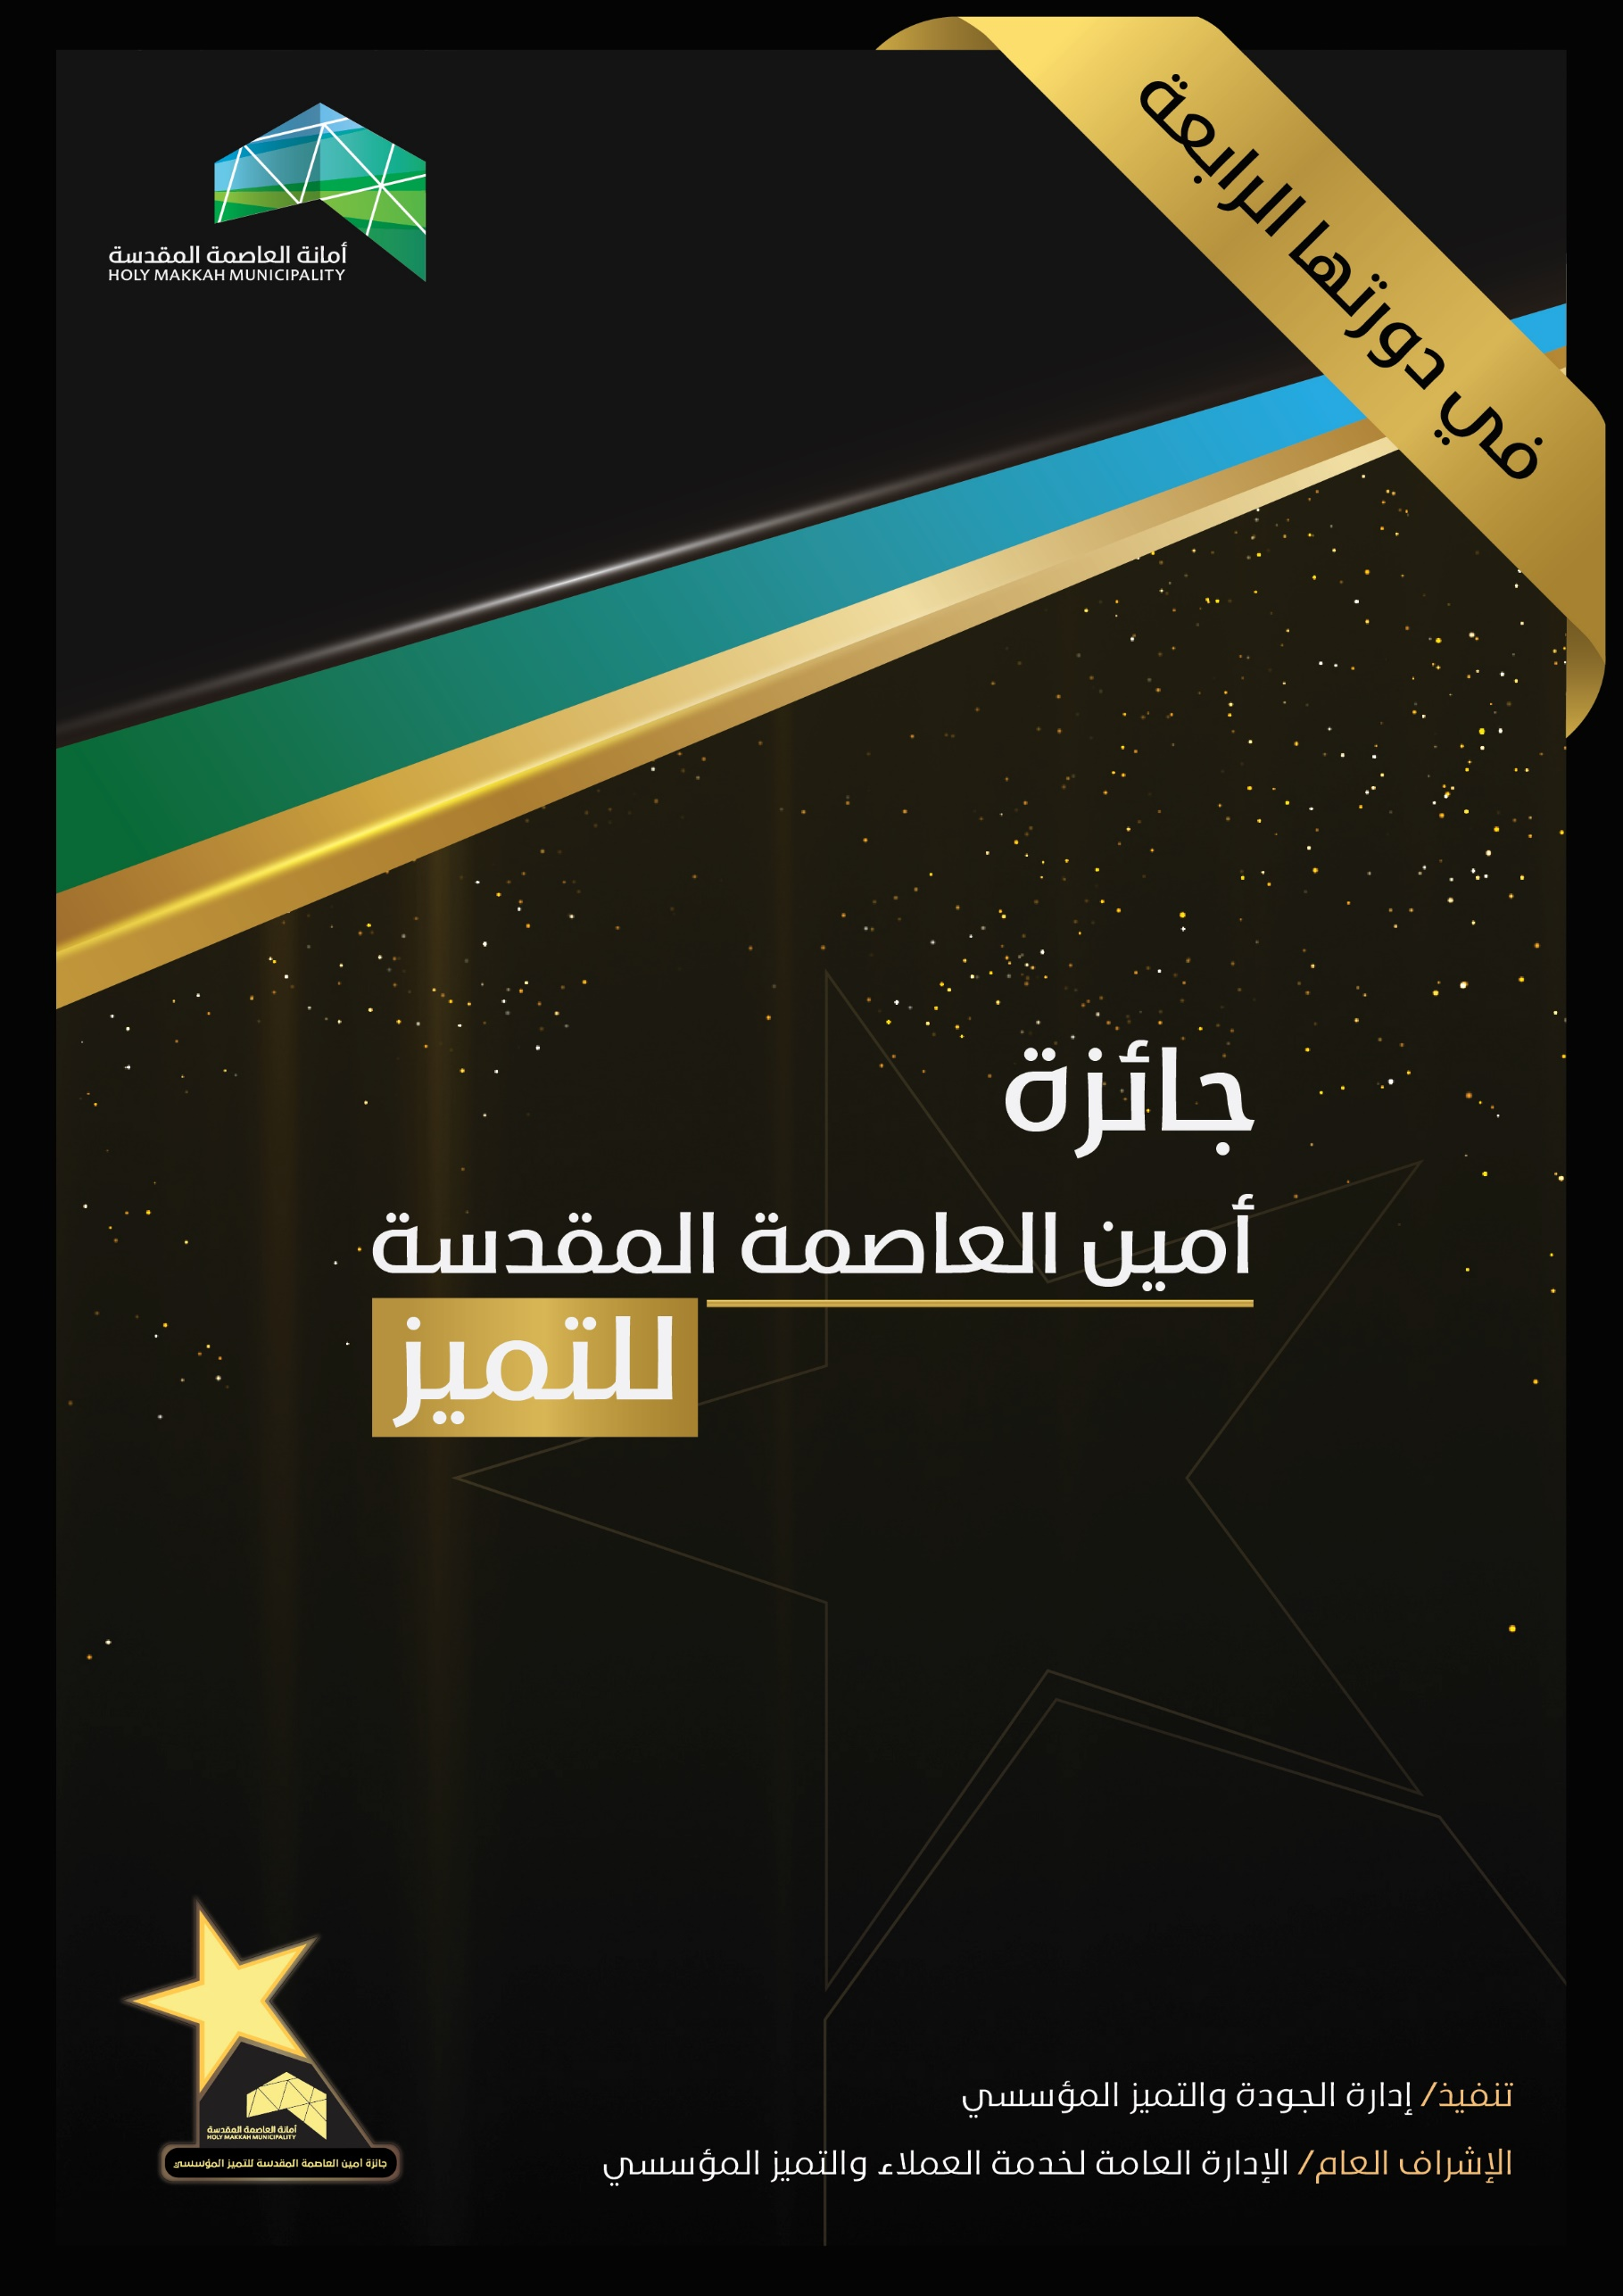 أمانة العاصمة المقدسة
HOLY MAKKAH MUNICIPALITY
في دورتها الرابعة
جائزة
أمين العاصمة المقدسة
للتميز
تنفيذ/ إدارة الجودة والتميز المؤسسي
الإشراف العام/ الإدارة العامة لخدمة العملاء والتميز المؤسسي
أمانة العاصمة المقدسة
HOLY MAKKAH MUNICIPALITY
جائزة امين العاصمة المقدسة للتميز المؤسسي